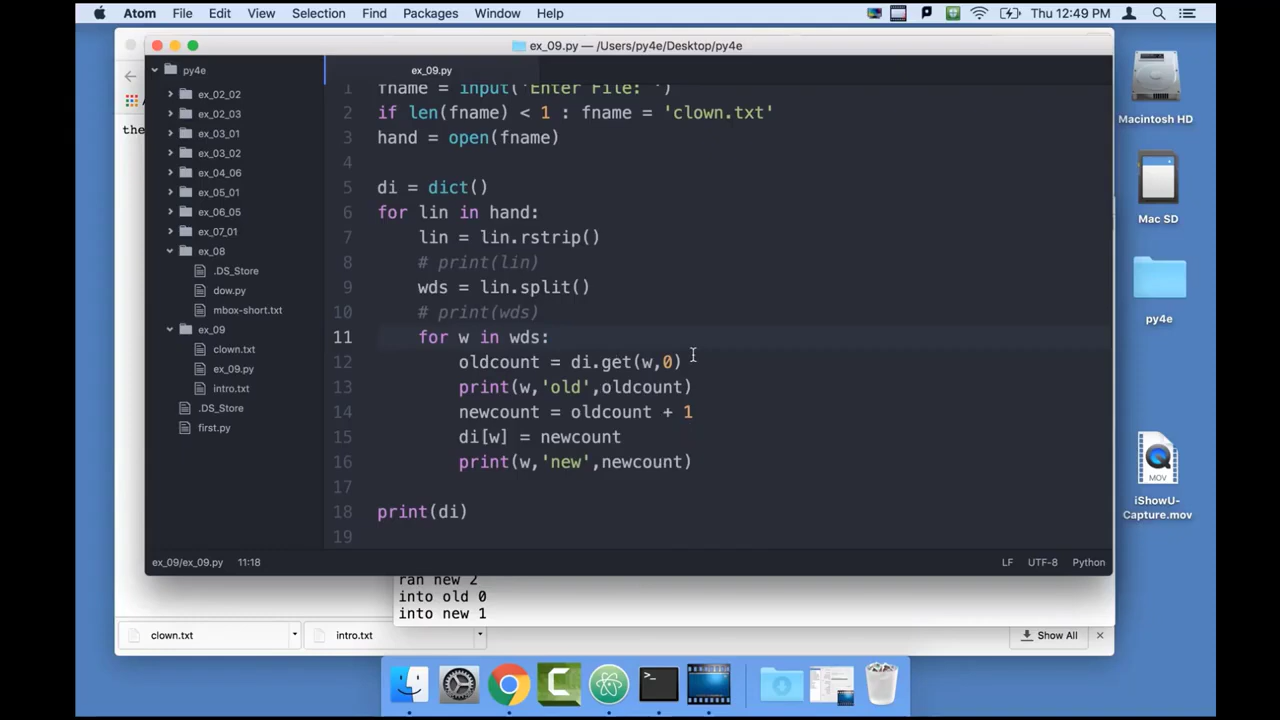 Atom File Edit View Selection Find Packages Window Help Thu 12:49 PM
ex_09.py — /Users/py4e/Desktop/py4e
py4e
ex_02_02
ex_02_03
ex_03_01
ex_03_02
ex_04_06
ex_05_01
ex_06_05
ex_07_01
ex_08
.DS_Store
dow.py
mbox-short.txt
ex_09
clown.txt
ex_09.py
intro.txt
.DS_Store
first.py
ex_09.py
1 fname = input('Enter File: ')
2 if len(fname) < 1 : fname = 'clown.txt'
3 hand = open(fname)
4
5 di = dict()
6 for lin in hand:
7 lin = lin.rstrip()
8 # print(lin)
9 wds = lin.split()
10 # print(wds)
11 for w in wds:
12 oldcount = di.get(w,0)
13 print(w,'old',oldcount)
14 newcount = oldcount + 1
15 di[w] = newcount
16 print(w,'new',newcount)
17
18 print(di)
19
ex_09/ex_09.py 11:18 LF UTF-8 Python
the
ran new 2
into old 0
into new 1
clown.txt intro.txt Show All
Macintosh HD
Mac SD
py4e
MOV
iShowU-
Capture.mov